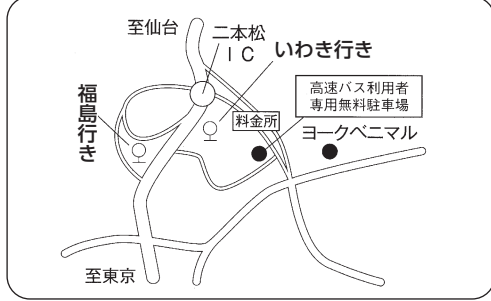 至仙台
二本松
IC
いわき行き
高速バス利用者
専用無料駐車場
福島行き
料金所
ヨークベニマル
至東京